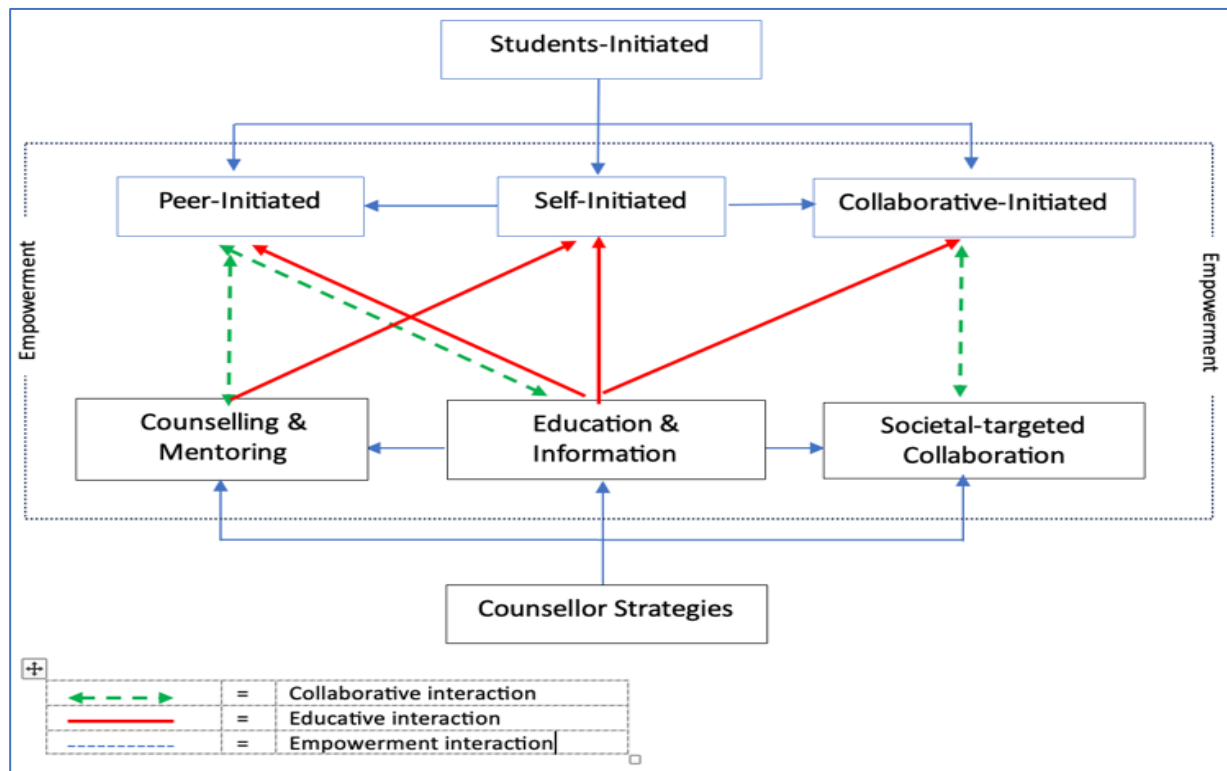 Students-Initiated
Peer-Initiated
Self-Initiated
Collaborative-Initiated
Empowerment
Empowerment
Counselling &
Mentoring
Education &
Information
Societal-targeted
Collaboration
Counsellor Strategies
= Collaborative interaction
= Educative interaction
= Empowerment interaction